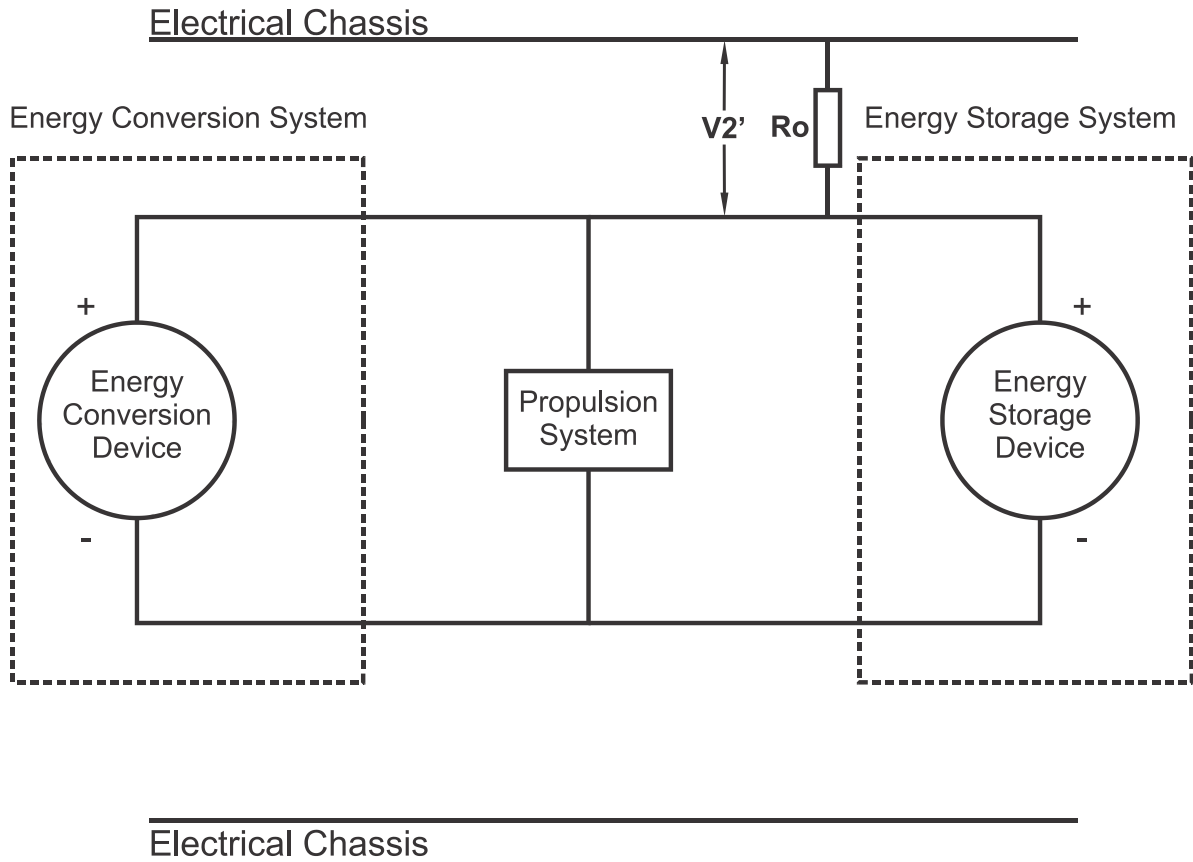 Electrical Chassis
Energy Conversion System
V2’
Ro
Energy Storage System
+
+
Energy
Conversion
Device
Propulsion
System
Energy
Storage
Device
-
-
Electrical Chassis